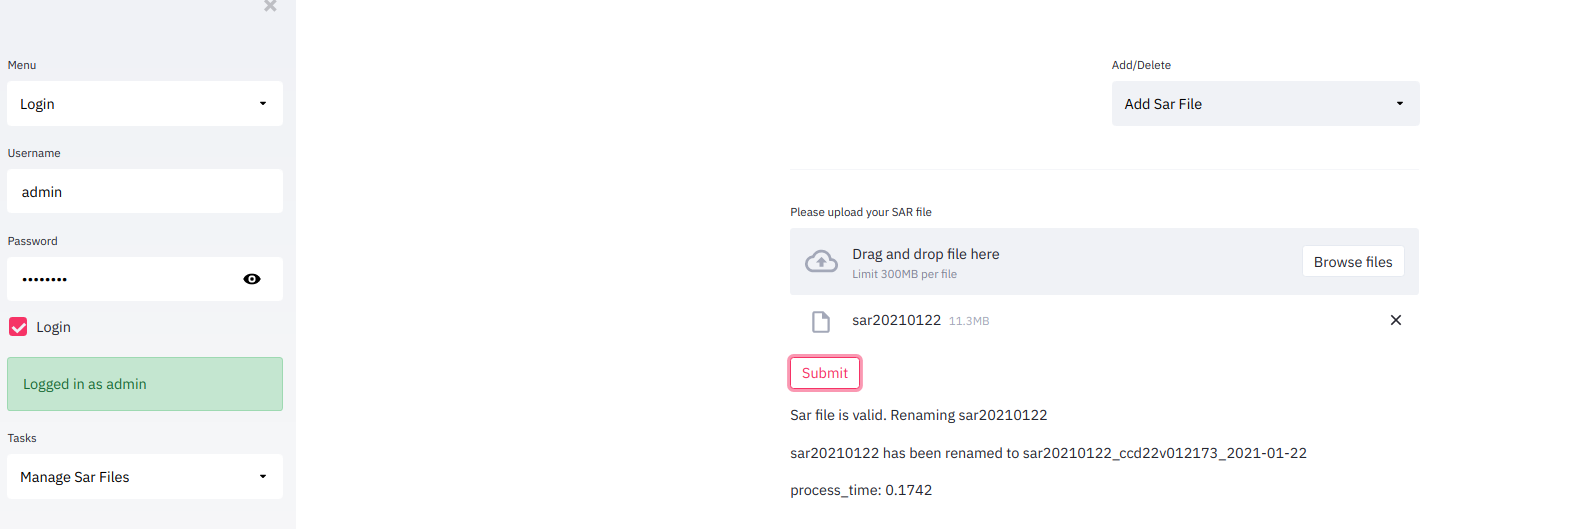 Menu
Login
Username
admin
Password
••••••••
Login
Logged in as admin
Tasks
Manage Sar Files
Add/Delete
Add Sar File
Please upload your SAR file
Drag and drop file here
Limit 300MB per file
Browse files
sar20210122 11.3MB
Submit
Sar file is valid. Renaming sar20210122
sar20210122 has been renamed to sar20210122_ccd22v012173_2021-01-22
process_time: 0.1742